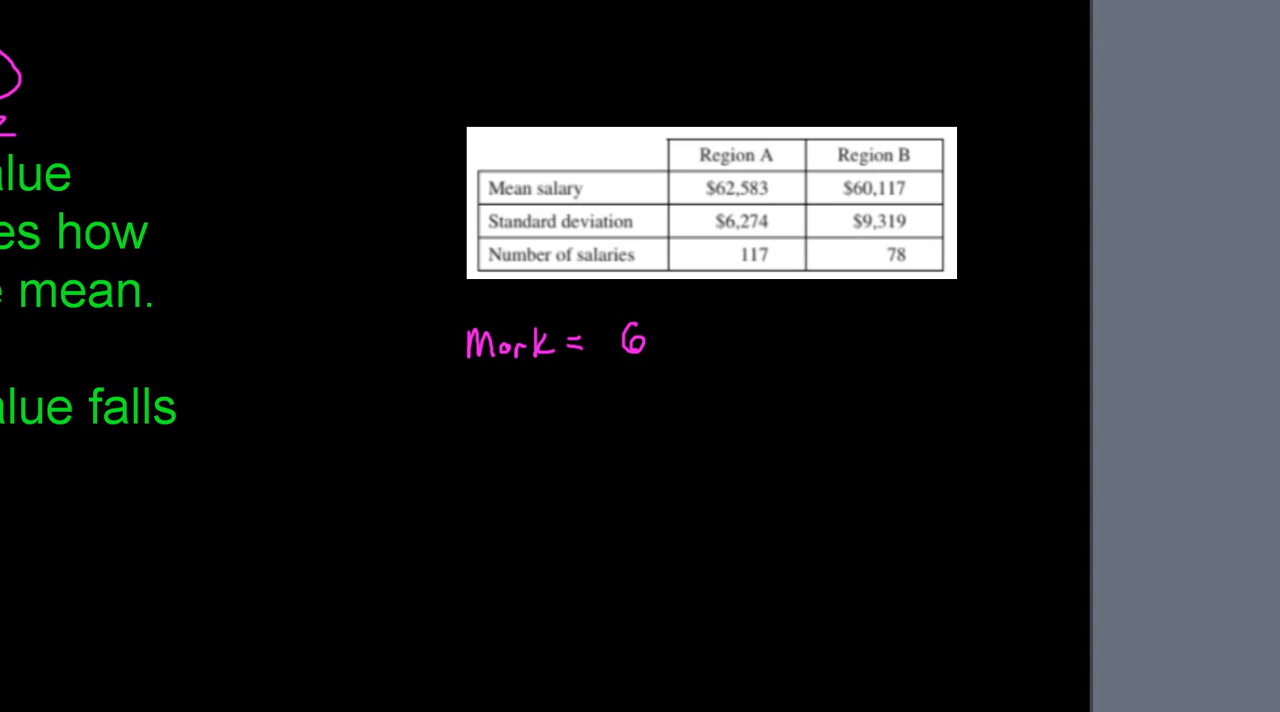 alue
es how
e mean.
alue falls
Region A Region B
Mean salary $62,583 $60,117
Standard deviation $6,274 $9,319
Number of salaries 117 78
Mark = 6